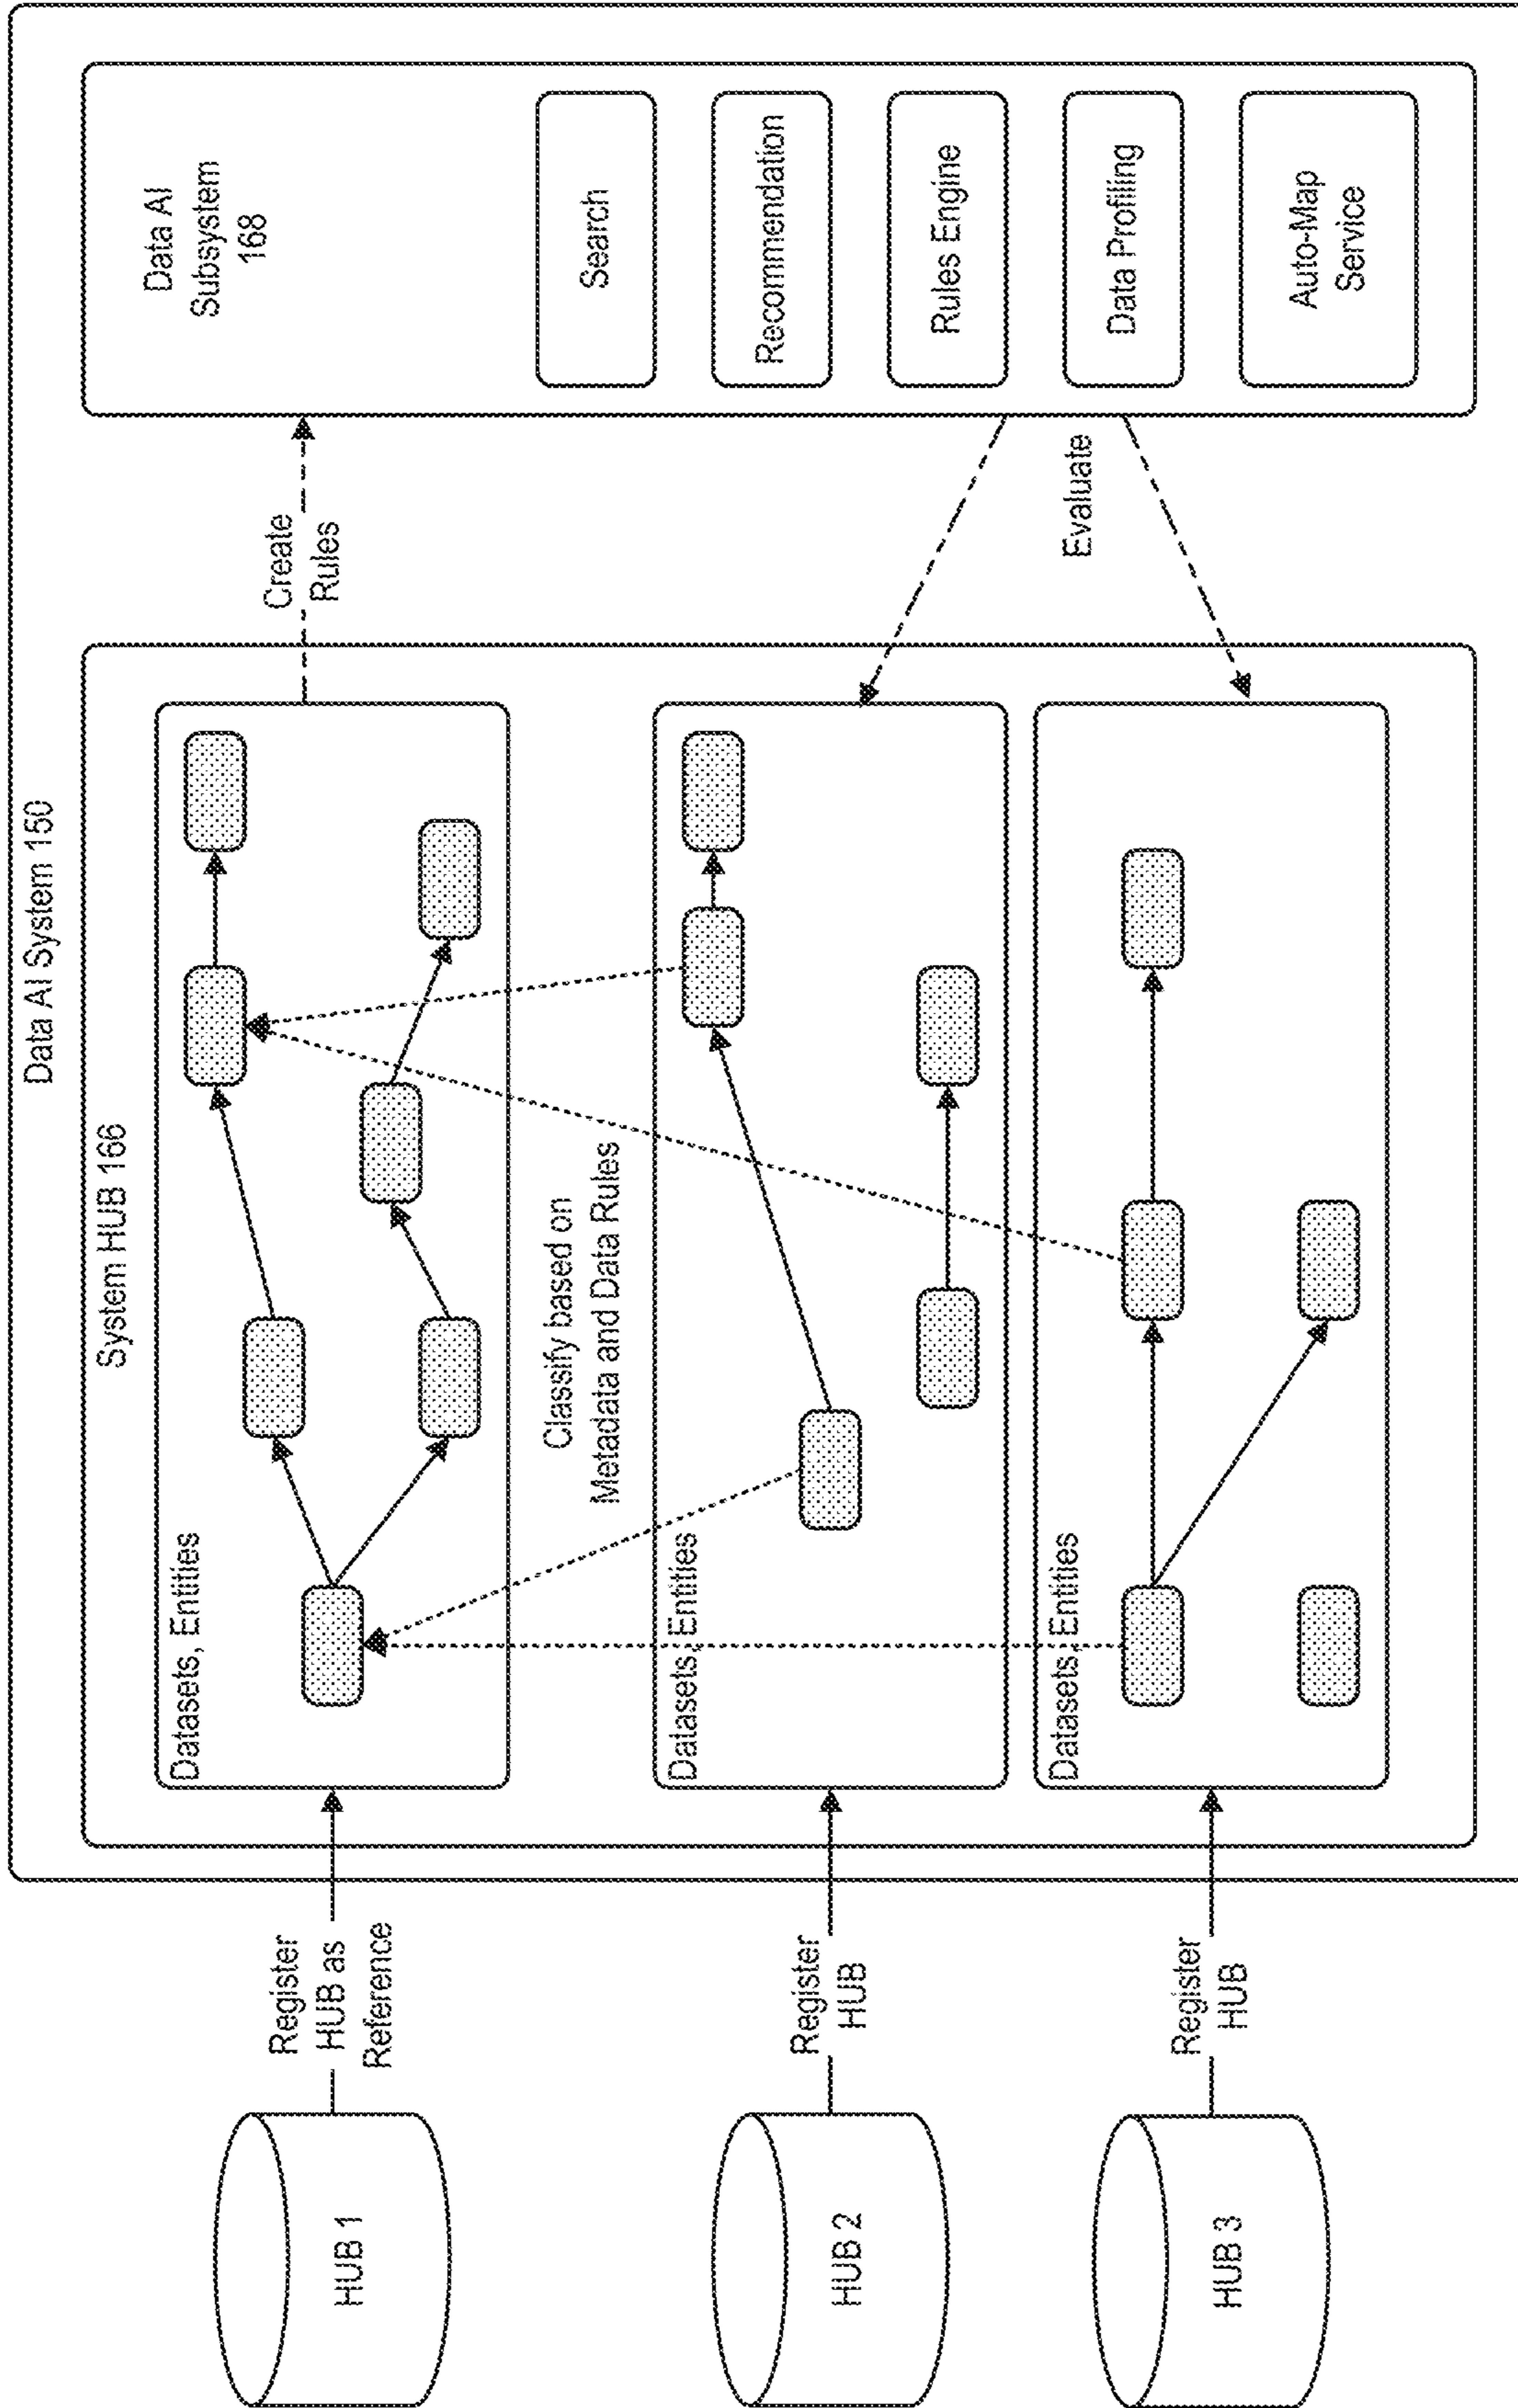 Data AI System 150
System HUB 166
HUB 1
Register
HUB as
Reference
Datasets, Entities
Create
Rules
Data AI
Subsystem
168
Search
Recommendation
Rules Engine
Data Profiling
Auto-Map
Service
Classify based on
Metadata and Data Rules
HUB 2
Register
HUB
Datasets, Entities
Evaluate
HUB 3
Register
HUB
Datasets, Entities